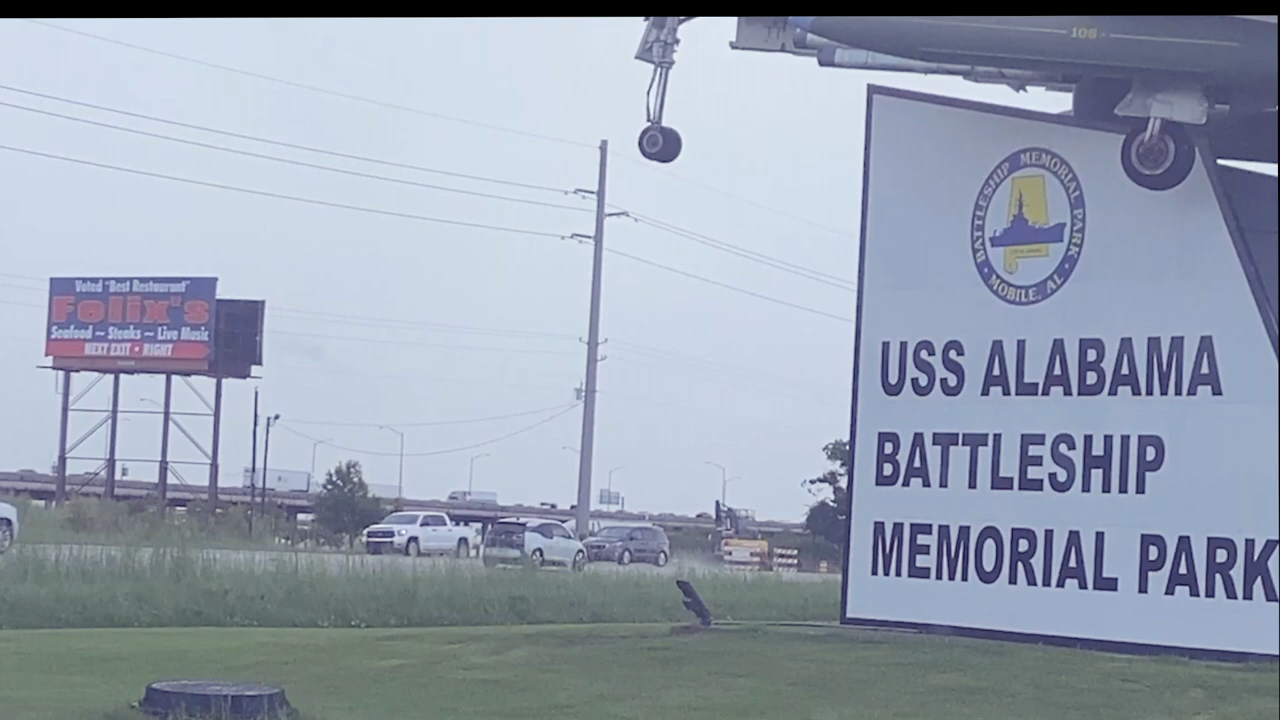 106
BATTLESHIP MEMORIAL PARK
• MOBILE, AL •
USS ALABAMA
BATTLESHIP
MEMORIAL PARK
Voted "Best Restaurant"
Felix's
Seafood ~ Steaks ~ Live Music
NEXT EXIT • RIGHT